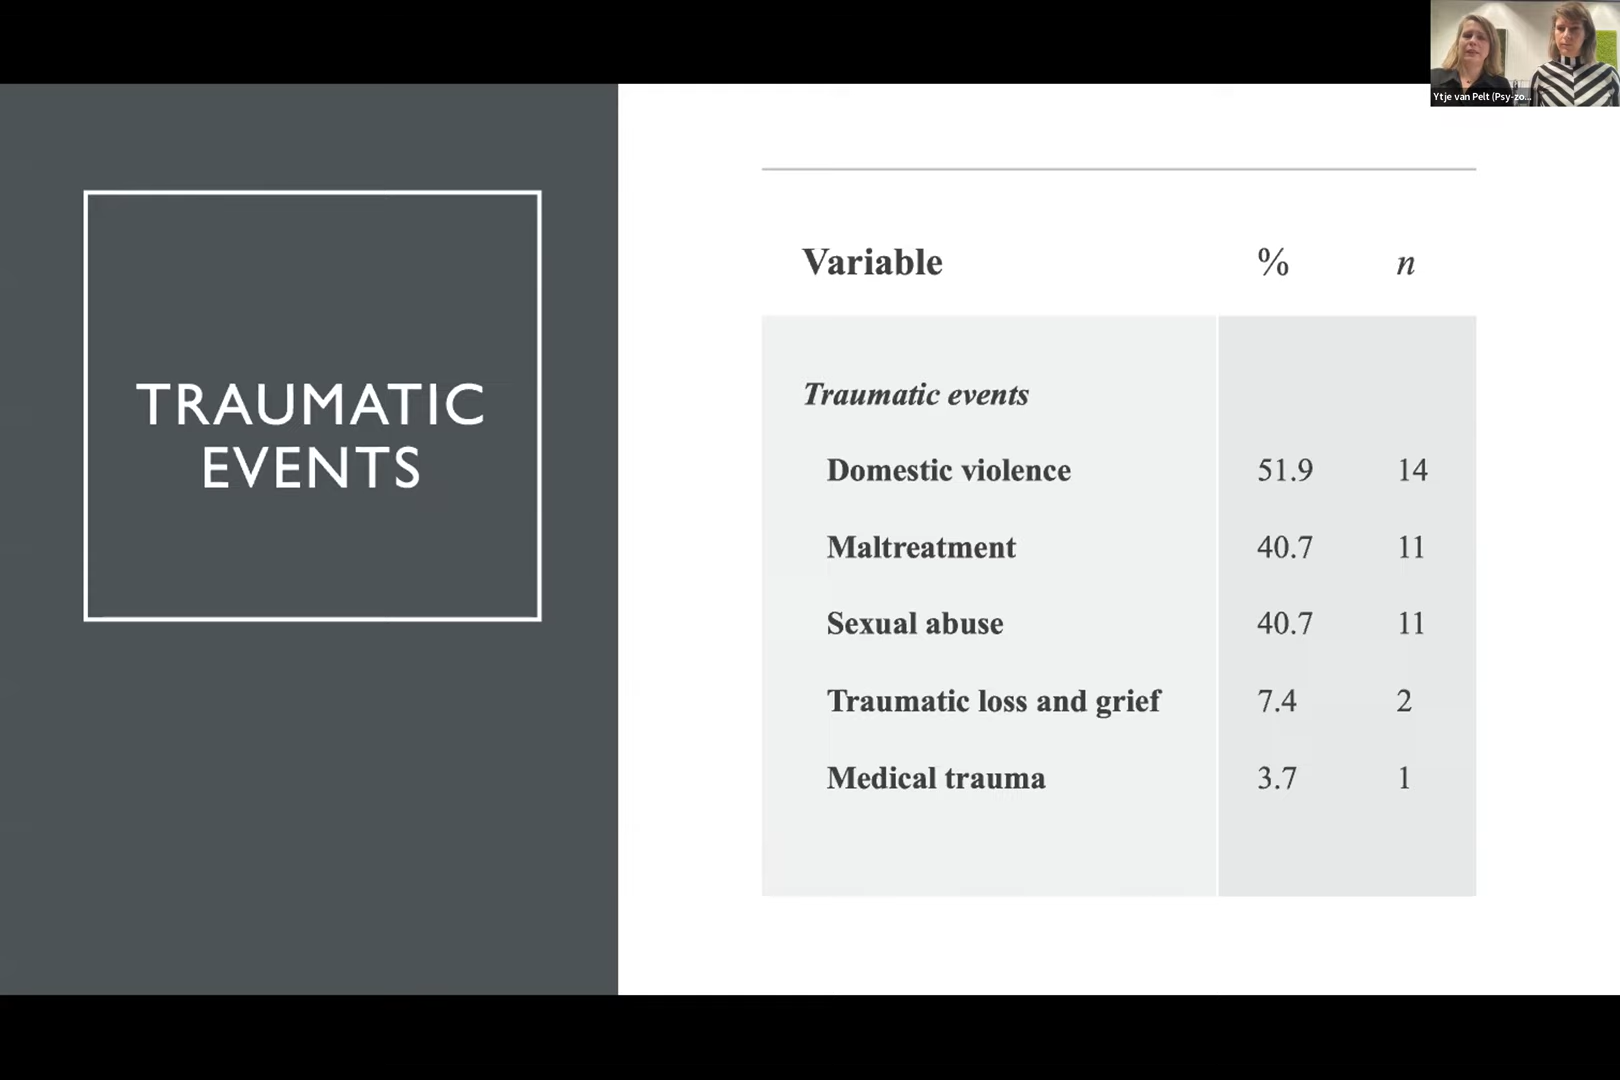 Ytje van Pelt (Psy-zo...
TRAUMATIC
EVENTS
Variable % n
Traumatic events
Domestic violence 51.9 14
Maltreatment 40.7 11
Sexual abuse 40.7 11
Traumatic loss and grief 7.4 2
Medical trauma 3.7 1